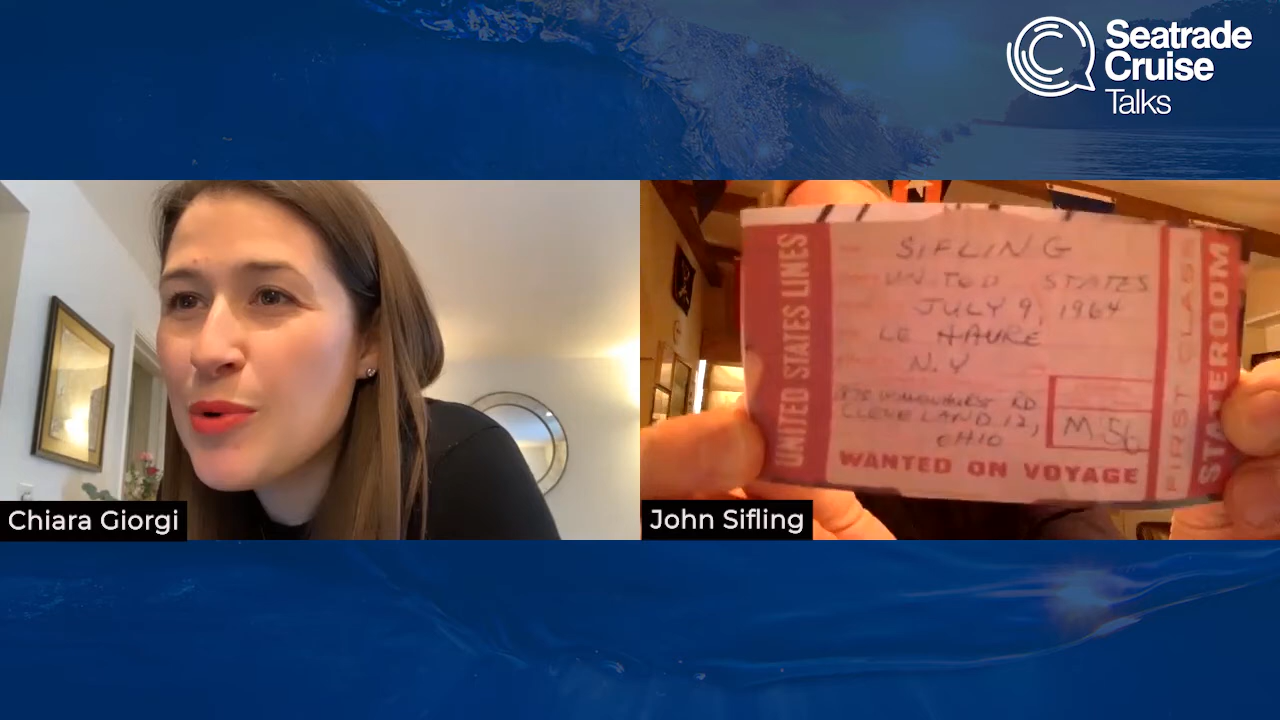 Seatrade
Cruise
Talks
UNITED STATES LINES
SIFLING
UNITED STATES
JULY 9, 1964
LE HAVRE
N.Y
RD
CLEVELAND 12,
OHIO
M 56
WANTED ON VOYAGE
FIRST CLASS
STATEROOM
Chiara Giorgi
John Sifling